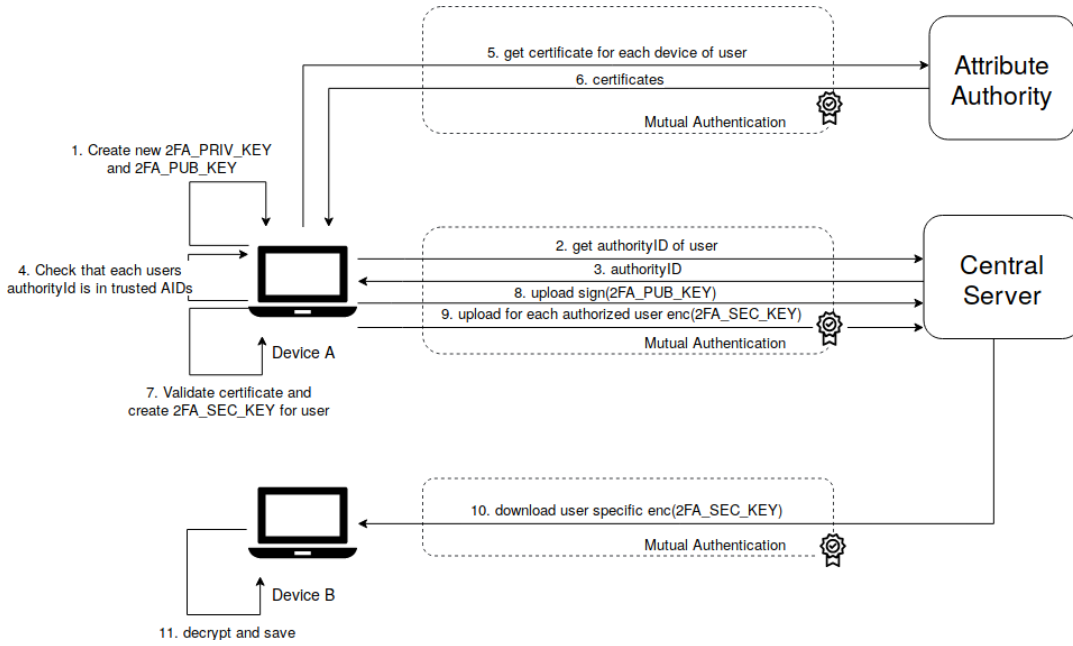 5. get certificate for each device of user
6. certificates
Mutual Authentication
Attribute
Authority
1. Create new 2FA_PRIV_KEY
and 2FA_PUB_KEY
2. get authorityID of user
3. authorityID
4. Check that each users
authorityId is in trusted AIDs
8. upload sign(2FA_PUB_KEY)
9. upload for each authorized user enc(2FA_SEC_KEY)
Mutual Authentication
Central
Server
Device A
7. Validate certificate and
create 2FA_SEC_KEY for user
10. download user specific enc(2FA_SEC_KEY)
Mutual Authentication
Device B
11. decrypt and save